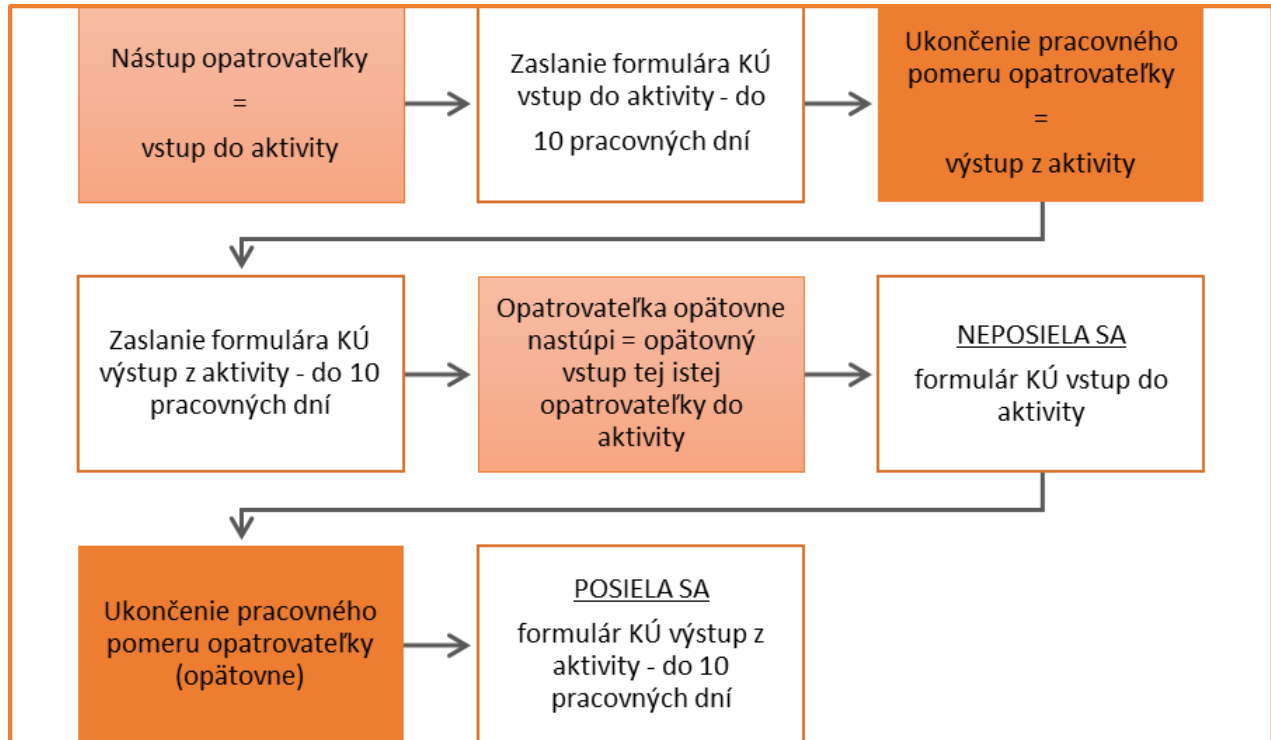 Nástup opatrovateľky
=
vstup do aktivity
Zaslanie formulára KÚ
vstup do aktivity - do
10 pracovných dní
Ukončenie pracovného
pomeru opatrovateľky
=
výstup z aktivity
Zaslanie formulára KÚ
výstup z aktivity - do 10
pracovných dní
Opatrovateľka opätovne
nastúpi = opätovný
vstup tej istej
opatrovateľky do
aktivity
NEPOSIELA SA
formulár KÚ vstup do
aktivity
Ukončenie pracovného
pomeru opatrovateľky
(opätovne)
POSIELA SA
formulár KÚ výstup z
aktivity - do 10
pracovných dní